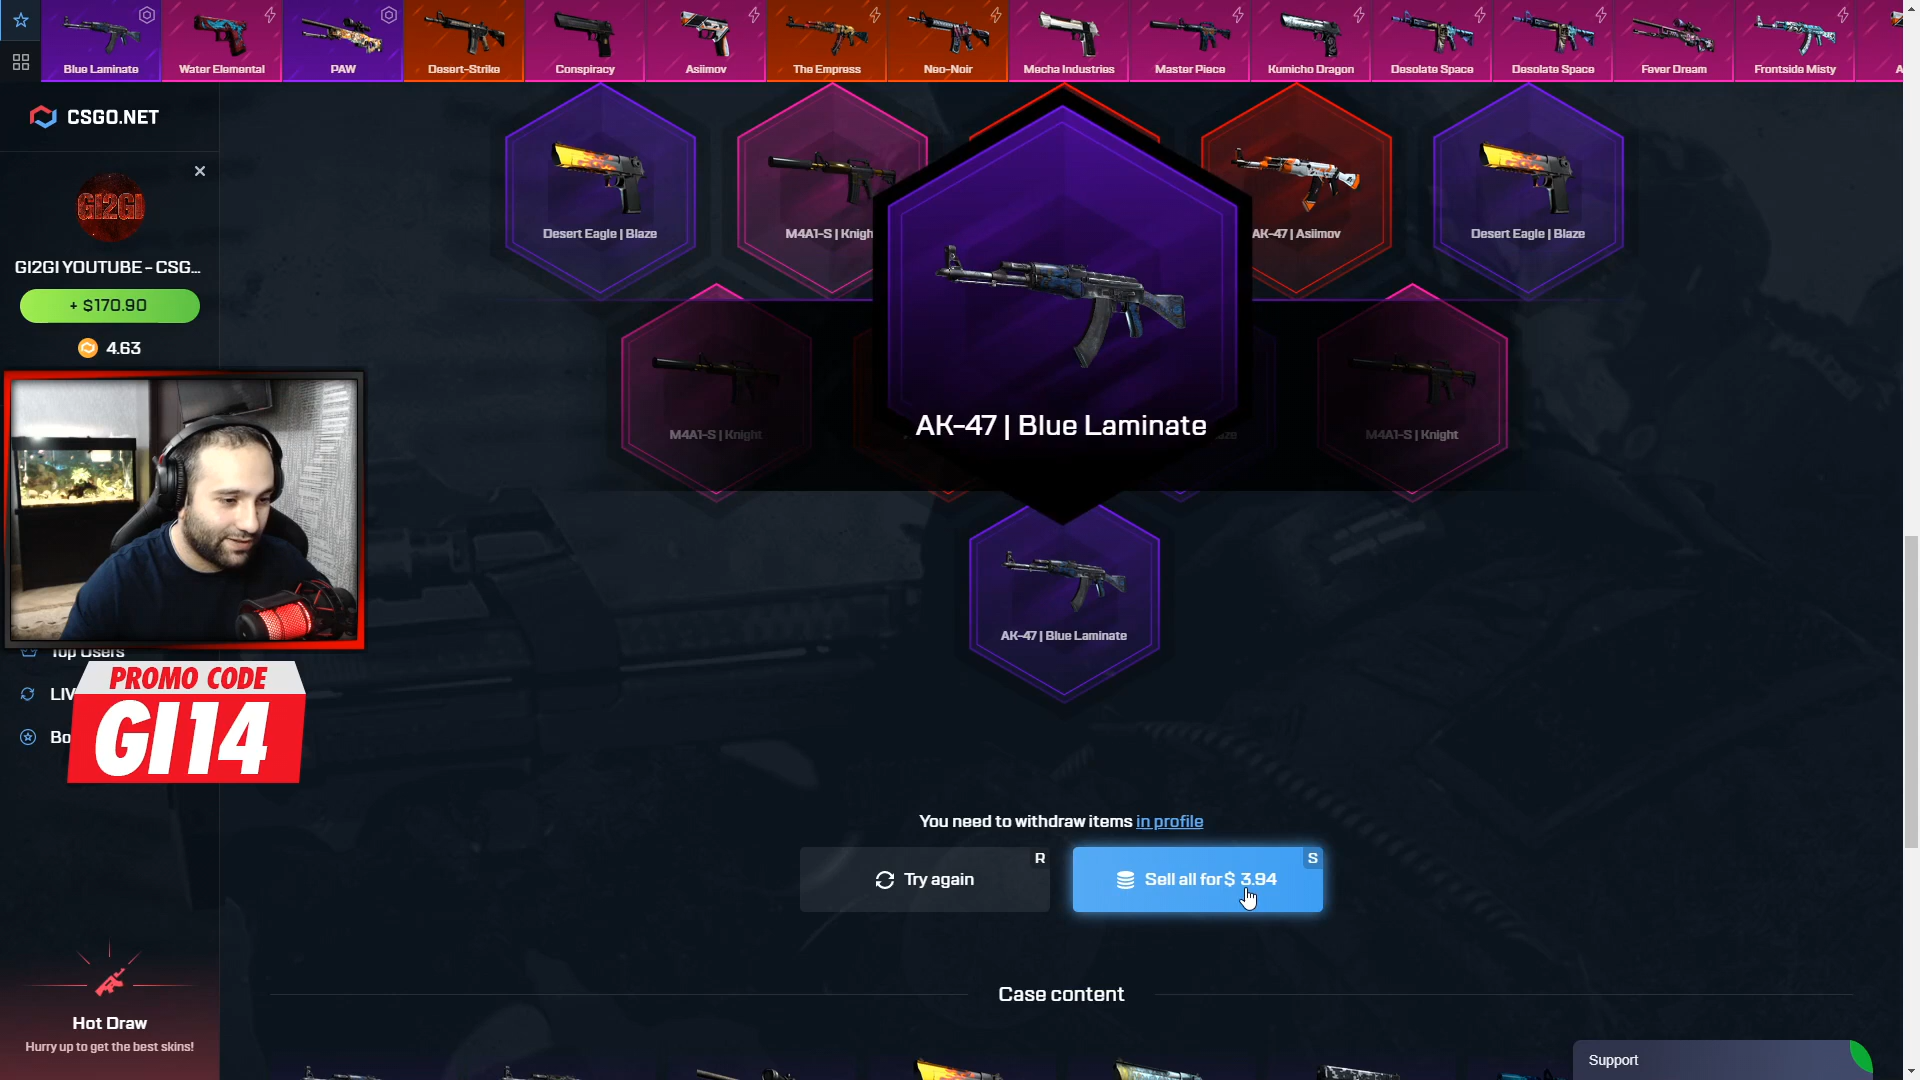 Blue Laminate
Water Elemental
PAW
Desert-Strike
Conspiracy
Asiimov
The Empress
Neo-Noir
Mecha Industries
Master Piece
Kumicho Dragon
Desolate Space
Desolate Space
Fever Dream
Frontside Misty
CSGO.NET
GI2GI
GI2GI YOUTUBE - CSG...
+ $170.90
4.63
Desert Eagle | Blaze
M4A1-S | Knigh
AK-47 | Asiimov
Desert Eagle | Blaze
M4A1-S | Knight
M4A1-S | Knight
AK-47 | Blue Laminate
AK-47 | Blue Laminate
Top Users
LIV
Bo
PROMO CODE
GI14
You need to withdraw items in profile
Try again
R
Sell all for $ 3.94
S
Hot Draw
Hurry up to get the best skins!
Case content
Support